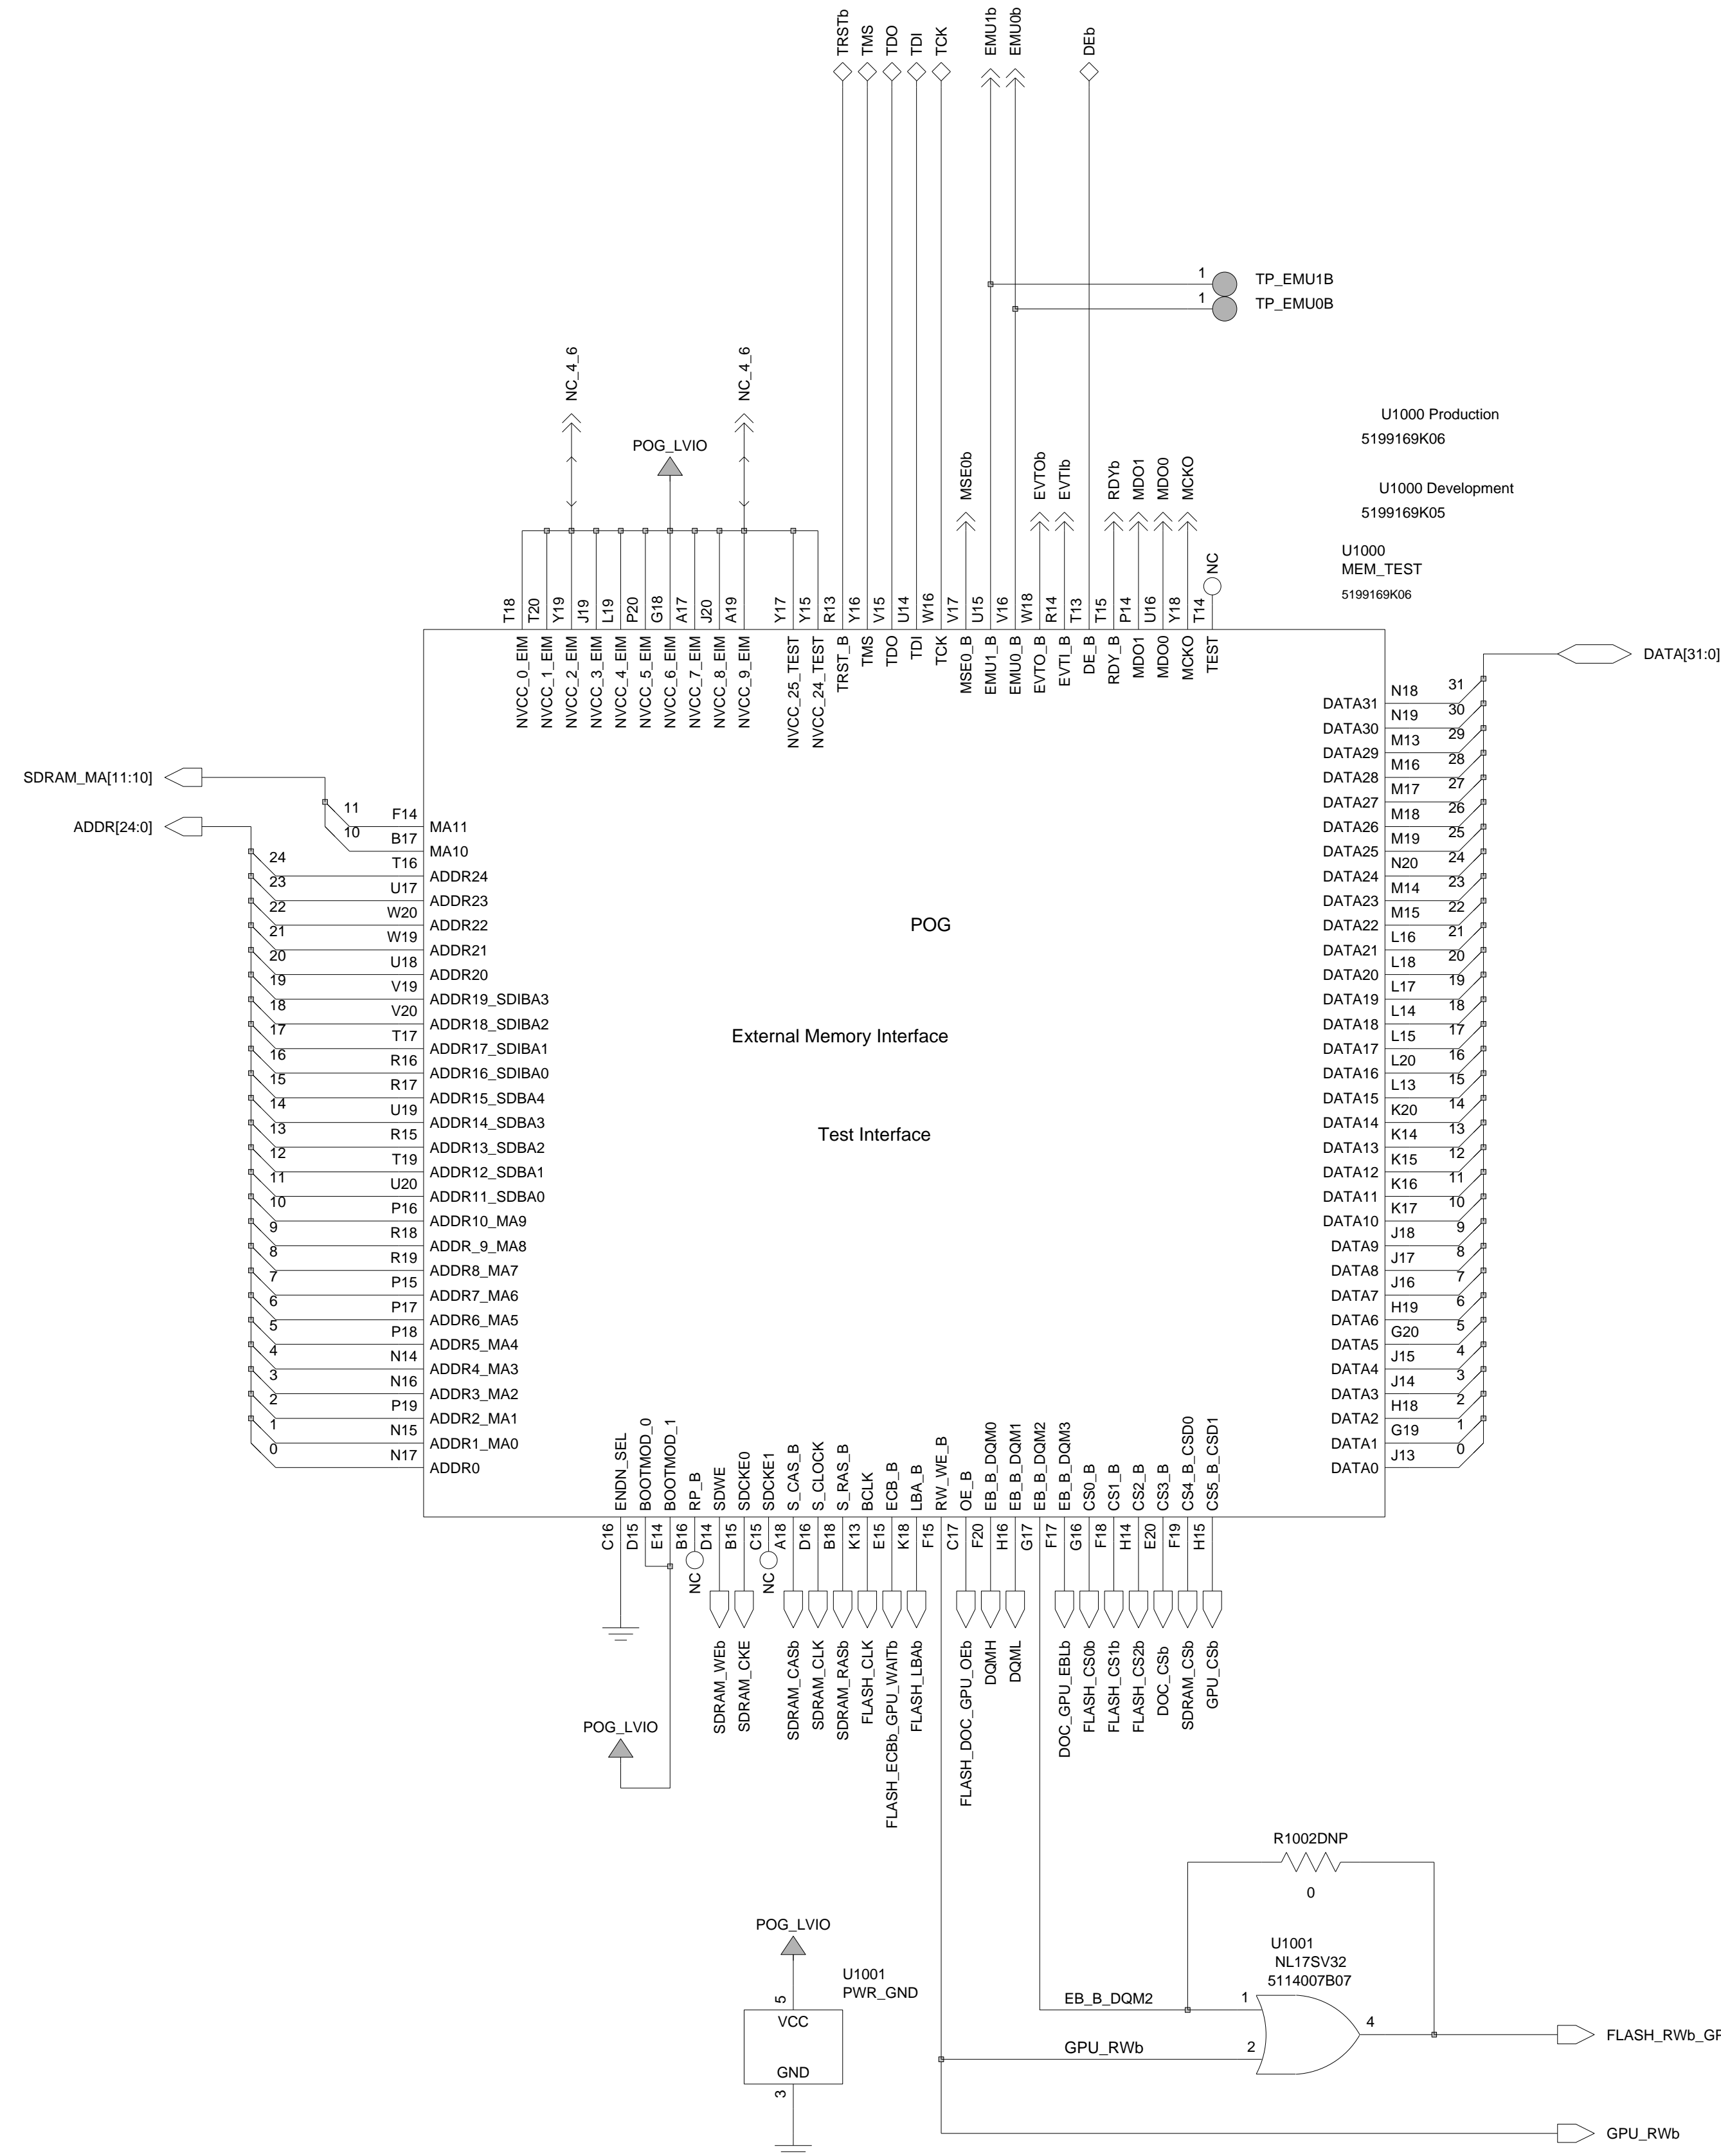 TRSTb
TMS
TDO
TDI
TCK
EMU1b
EMU0b
DEb
1
TP_EMU1B
1
TP_EMU0B
NC_4_6
NC_4_6
POG_LVIO
U1000 Production
5199169K06
U1000 Development
5199169K05
U1000
MEM_TEST
5199169K06
MSE0b
EVTOb
EVTIb
RDYb
MDO1
MDO0
MCKO
NC
T18
T20
Y19
J19
L19
P20
G18
A17
J20
A19
Y17
Y15
R13
Y16
V15
U14
W16
V17
U15
V16
W18
R14
T13
T15
P14
U16
Y18
T14
NVCC_0_EIM
NVCC_1_EIM
NVCC_2_EIM
NVCC_3_EIM
NVCC_4_EIM
NVCC_5_EIM
NVCC_6_EIM
NVCC_7_EIM
NVCC_8_EIM
NVCC_9_EIM
NVCC_25_TEST
NVCC_24_TEST
TRST_B
TMS
TDO
TDI
TCK
MSE0_B
EMU1_B
EMU0_B
EVTO_B
EVTI_B
DE_B
RDY_B
MDO1
MDO0
MCKO
TEST
SDRAM_MA[11:10]
ADDR[24:0]
11 F14 MA11
10 B17 MA10
24 T16 ADDR24
23 U17 ADDR23
22 W20 ADDR22
21 W19 ADDR21
20 U18 ADDR20
19 V19 ADDR19_SDIBA3
18 V20 ADDR18_SDIBA2
17 T17 ADDR17_SDIBA1
16 R16 ADDR16_SDIBA0
15 R17 ADDR15_SDBA4
14 U19 ADDR14_SDBA3
13 R15 ADDR13_SDBA2
12 T19 ADDR12_SDBA1
11 U20 ADDR11_SDBA0
10 P16 ADDR10_MA9
9 R18 ADDR_9_MA8
8 R19 ADDR8_MA7
7 P15 ADDR7_MA6
6 P17 ADDR6_MA5
5 P18 ADDR5_MA4
4 N14 ADDR4_MA3
3 N16 ADDR3_MA2
2 P19 ADDR2_MA1
1 N15 ADDR1_MA0
0 N17 ADDR0
POG
External Memory Interface
Test Interface
DATA[31:0]
DATA31 N18 31
DATA30 N19 30
DATA29 M13 29
DATA28 M16 28
DATA27 M17 27
DATA26 M18 26
DATA25 M19 25
DATA24 N20 24
DATA23 M14 23
DATA22 M15 22
DATA21 L16 21
DATA20 L18 20
DATA19 L17 19
DATA18 L14 18
DATA17 L15 17
DATA16 L20 16
DATA15 L13 15
DATA14 K20 14
DATA13 K14 13
DATA12 K15 12
DATA11 K16 11
DATA10 K17 10
DATA9 J18 9
DATA8 J17 8
DATA7 J16 7
DATA6 H19 6
DATA5 G20 5
DATA4 J15 4
DATA3 J14 3
DATA2 H18 2
DATA1 G19 1
DATA0 J13 0
ENDN_SEL
BOOTMOD_0
BOOTMOD_1
RP_B
SDWE
SDCKE0
SDCKE1
S_CAS_B
S_CLOCK
S_RAS_B
BCLK
ECB_B
LBA_B
RW_WE_B
OE_B
EB_B_DQM0
EB_B_DQM1
EB_B_DQM2
EB_B_DQM3
CS0_B
CS1_B
CS2_B
CS3_B
CS4_B_CSD0
CS5_B_CSD1
C16
D15
E14
B16
D14
B15
C15
A18
D16
B18
K13
E15
K18
F15
C17
F20
H16
G17
F17
G16
F18
H14
E20
F19
H15
NC
NC
SDRAM_WEb
SDRAM_CKE
SDRAM_CASb
SDRAM_CLK
SDRAM_RASb
FLASH_CLK
FLASH_ECBb_GPU_WAITb
FLASH_LBAb
FLASH_DOC_GPU_OEb
DQMH
DQML
DOC_GPU_EBLb
FLASH_CS0b
FLASH_CS1b
FLASH_CS2b
DOC_CSb
SDRAM_CSb
GPU_CSb
POG_LVIO
R1002DNP
0
POG_LVIO
U1001
PWR_GND
5
VCC
GND
3
U1001
NL17SV32
5114007B07
EB_B_DQM2
1
GPU_RWb
2
4
FLASH_RWb_GP
GPU_RWb